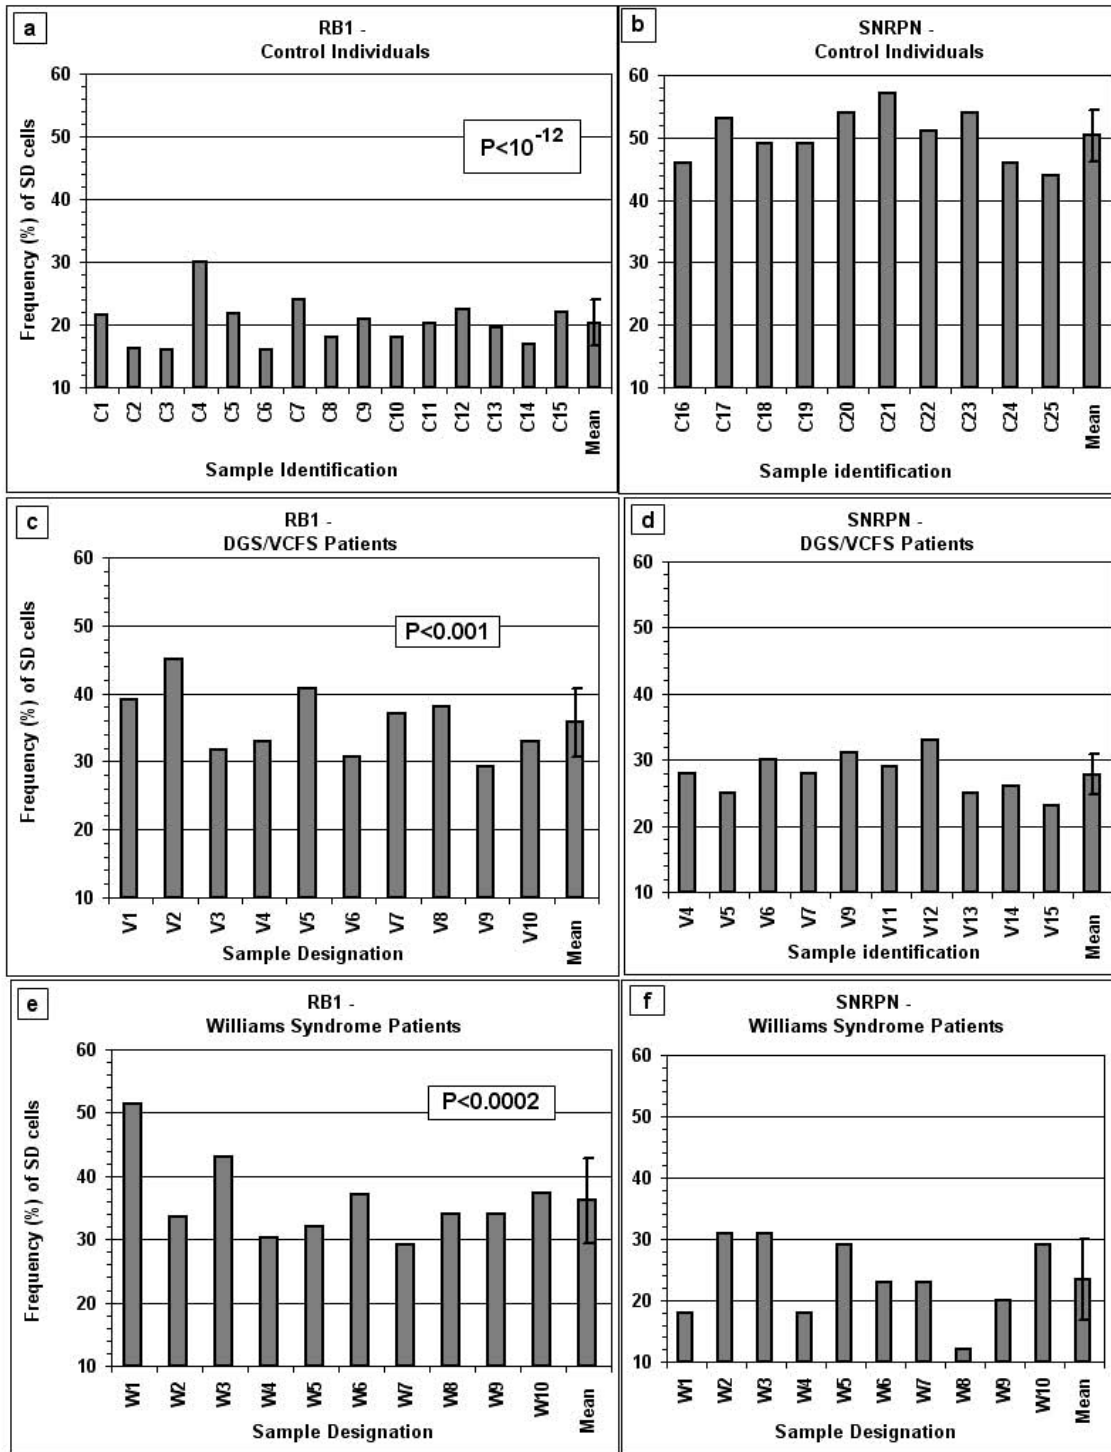 a
RB1 -
Control Individuals
60
50
40
30
20
10
Frequency (%) of SD cells
P<10^-12
C1 C2 C3 C4 C5 C6 C7 C8 C9 C10 C11 C12 C13 C14 C15 Mean
Sample Identification
b
SNRPN -
Control Individuals
60
50
40
30
20
10
C16 C17 C18 C19 C20 C21 C22 C23 C24 C25 Mean
Sample identification
c
RB1 -
DGS/VCFS Patients
60
50
40
30
20
10
Frequency (%) of SD cells
P<0.001
V1 V2 V3 V4 V5 V6 V7 V8 V9 V10 Mean
Sample Designation
d
SNRPN -
DGS/VCFS Patients
60
50
40
30
20
10
V4 V5 V6 V7 V9 V11 V12 V13 V14 V15 Mean
Sample identification
e
RB1 -
Williams Syndrome Patients
60
50
40
30
20
10
Frequency (%) of SD cells
P<0.0002
W1 W2 W3 W4 W5 W6 W7 W8 W9 W10 Mean
Sample Designation
f
SNRPN -
Williams Syndrome Patients
60
50
40
30
20
10
W1 W2 W3 W4 W5 W6 W7 W8 W9 W10 Mean
Sample Designation